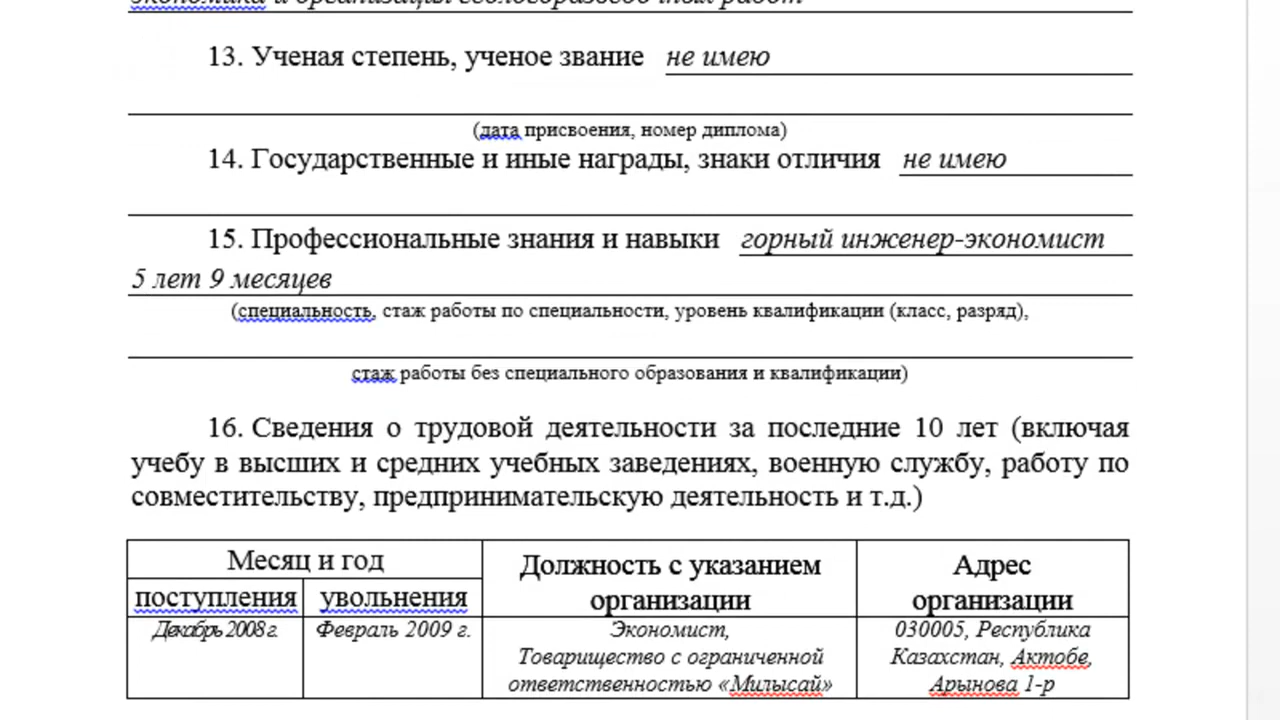 экономика и организация геологоразведочных работ
13. Ученая степень, ученое звание не имею
(дата присвоения, номер диплома)
14. Государственные и иные награды, знаки отличия не имею
15. Профессиональные знания и навыки горный инженер-экономист
5 лет 9 месяцев
(специальность, стаж работы по специальности, уровень квалификации (класс, разряд),
стаж работы без специального образования и квалификации)
16. Сведения о трудовой деятельности за последние 10 лет (включая
учебу в высших и средних учебных заведениях, военную службу, работу по
совместительству, предпринимательскую деятельность и т.д.)
Месяц и год
Должность с указанием
организации
Адрес
организации
поступления
увольнения
Декабрь 2008 г.
Февраль 2009 г.
Экономист,
Товарищество с ограниченной
ответственностью «Милысай»
030005, Республика
Казахстан, Актобе,
Арынова 1-р